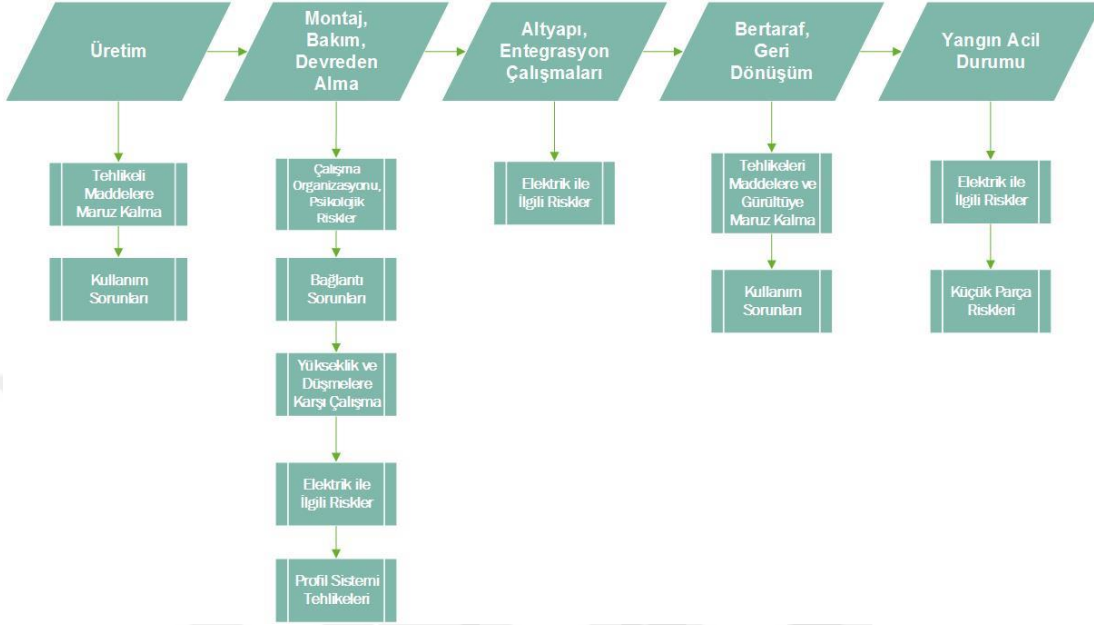 Üretim
Montaj,
Bakım,
Devreden
Alma
Altyapı,
Entegrasyon
Çalışmaları
Bertaraf,
Geri
Dönüşüm
Yangın Acil
Durumu
Tehlikeli
Maddelere
Maruz Kalma
Kullanım
Sorunları
Çalışma
Organizasyonu,
Psikolojik
Riskler
Bağlantı
Sorunları
Yükseklik ve
Düşmelere
Karşı Çalışma
Elektrik ile
İlgili Riskler
Profil Sistemi
Tehlikeleri
Elektrik ile
İlgili Riskler
Tehlikeleri
Maddelere ve
Gürültüye
Maruz Kalma
Kullanım
Sorunları
Elektrik ile
İlgili Riskler
Küçük Parça
Riskleri